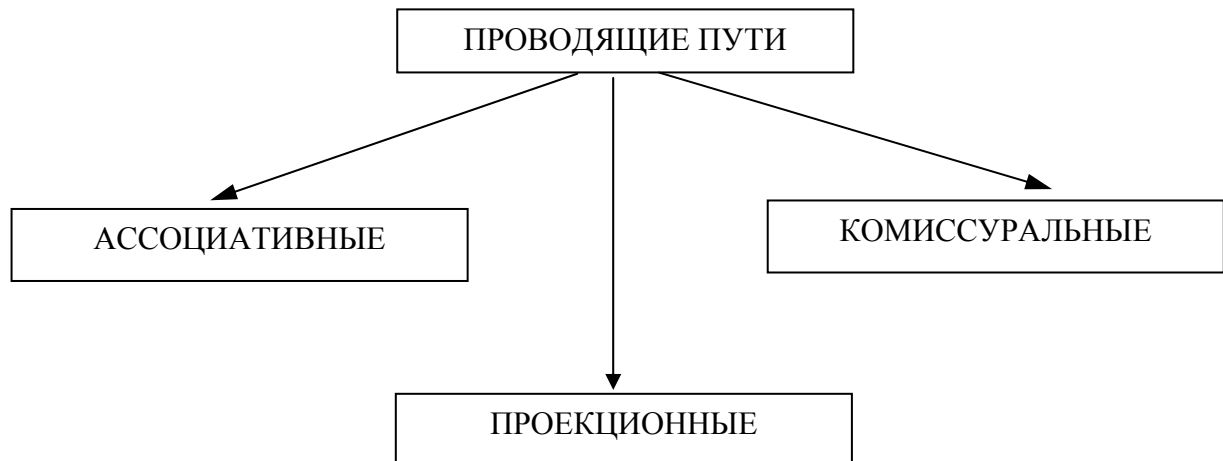 ПРОВОДЯЩИЕ ПУТИ
АССОЦИАТИВНЫЕ
КОМИССУРАЛЬНЫЕ
ПРОЕКЦИОННЫЕ